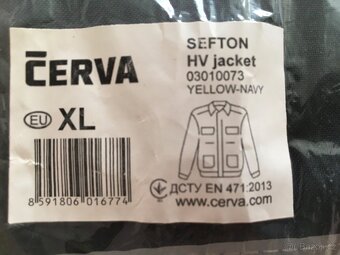 ČERVA
SEFTON
HV jacket
03010073
YELLOW-NAVY
EU XL
8 591806 016774
ДСТУ EN 471:2013
www.cerva.com